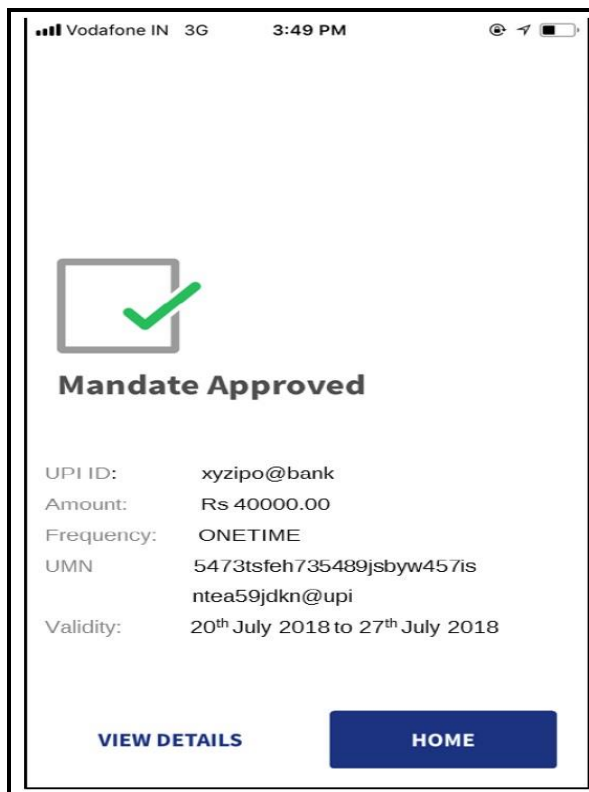 Vodafone IN 3G 3:49 PM
Mandate Approved
UPI ID: xyzipo@bank
Amount: Rs 40000.00
Frequency: ONETIME
UMN 5473tsfeh735489jsbyw457is
ntea59jdkn@upi
Validity: 20th July 2018 to 27th July 2018
VIEW DETAILS HOME